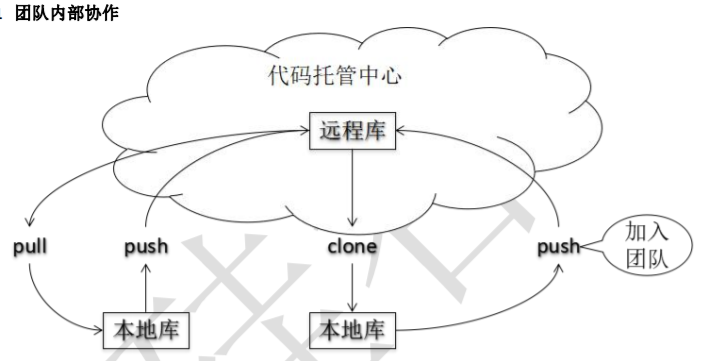 团队内部协作
代码托管中心
远程库
pull
push
clone
push
加入
团队
本地库
本地库